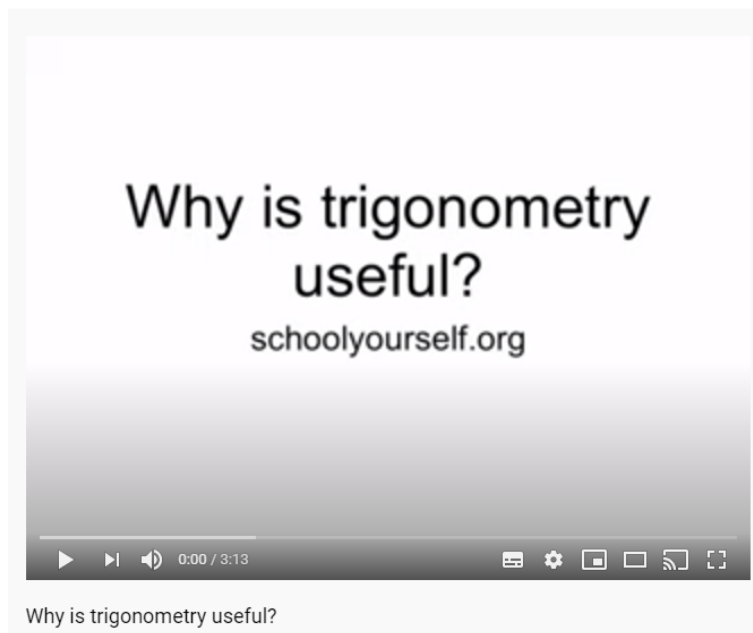 Why is trigonometry
useful?
schoolyourself.org
0:00 / 3:13
Why is trigonometry useful?